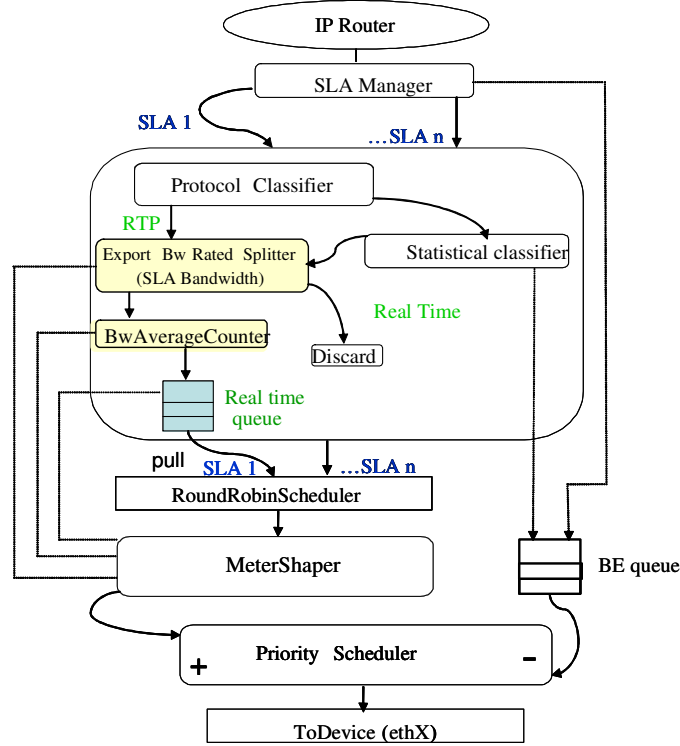 IP Router
SLA Manager
SLA 1
...SLA n
Protocol Classifier
RTP
Export Bw Rated Splitter
(SLA Bandwidth)
Statistical classifier
Real Time
BwAverageCounter
Discard
Real time
queue
pull
SLA 1
...SLA n
RoundRobinScheduler
MeterShaper
BE queue
Priority Scheduler
+
-
ToDevice (ethX)